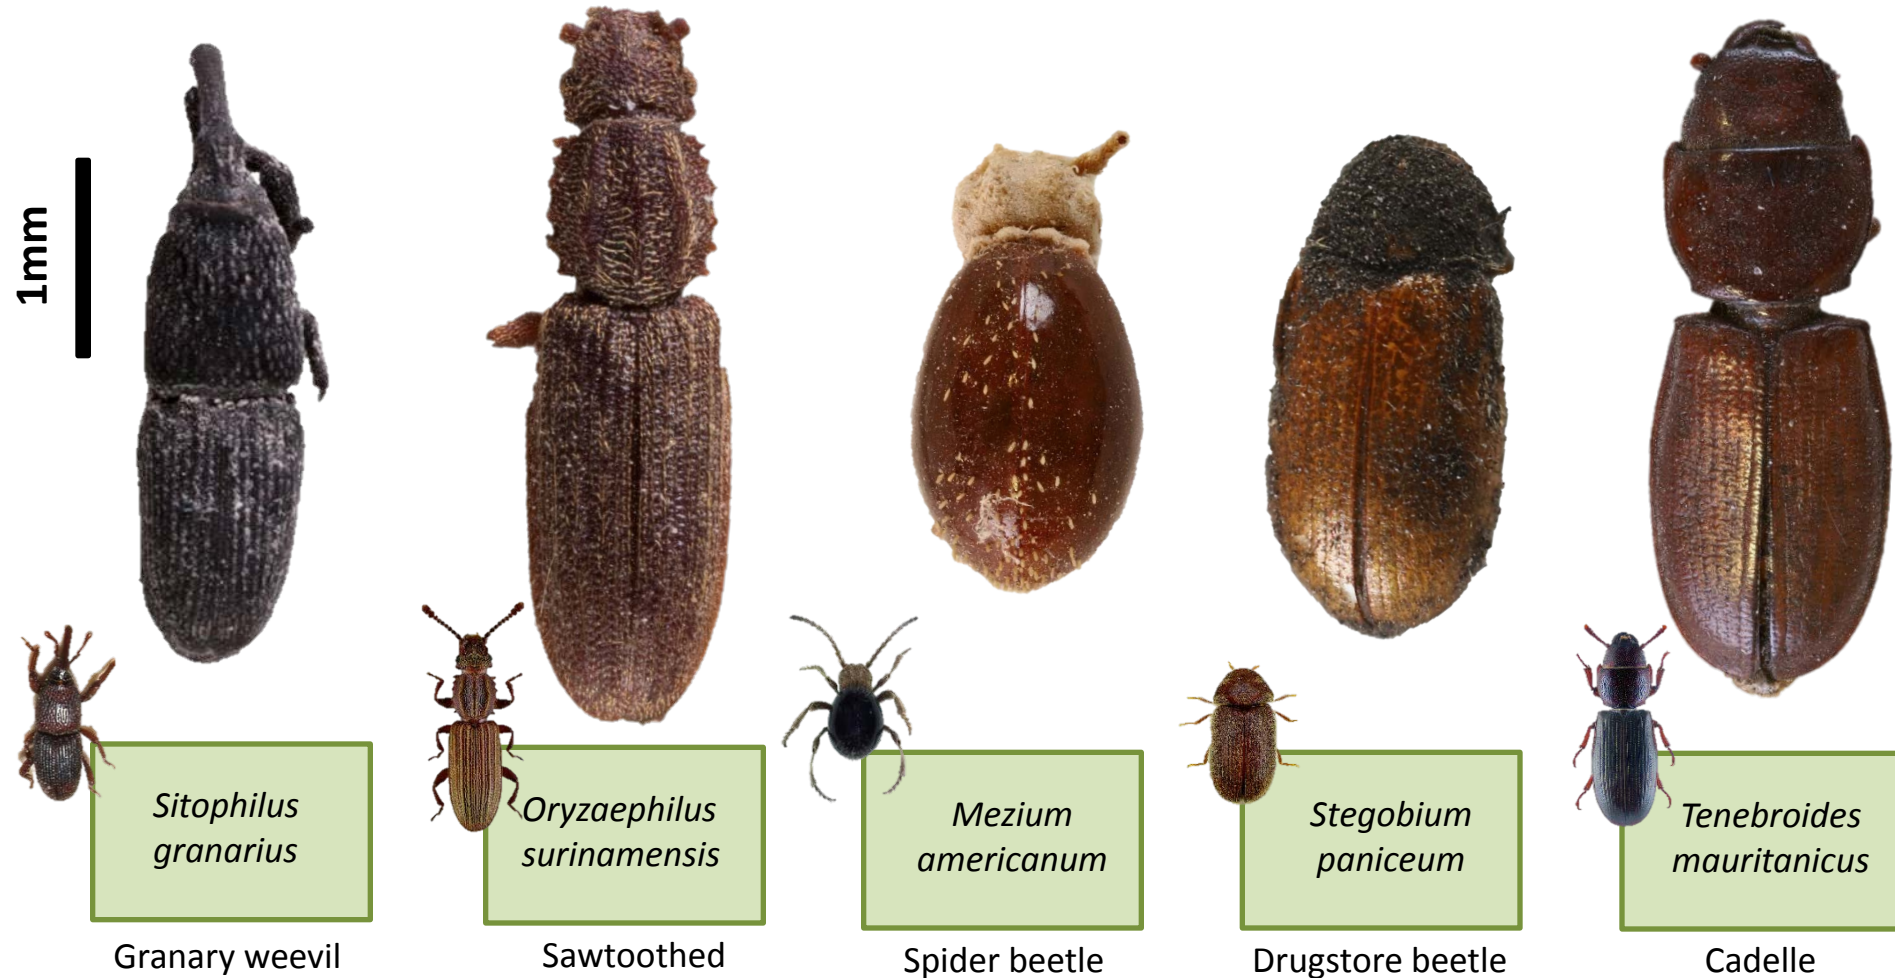 1mm
Sitophilus
granarius
Oryzaephilus
surinamensis
Mezium
americanum
Stegobium
paniceum
Tenebroides
mauritanicus
Granary weevil
Sawtoothed
Spider beetle
Drugstore beetle
Cadelle